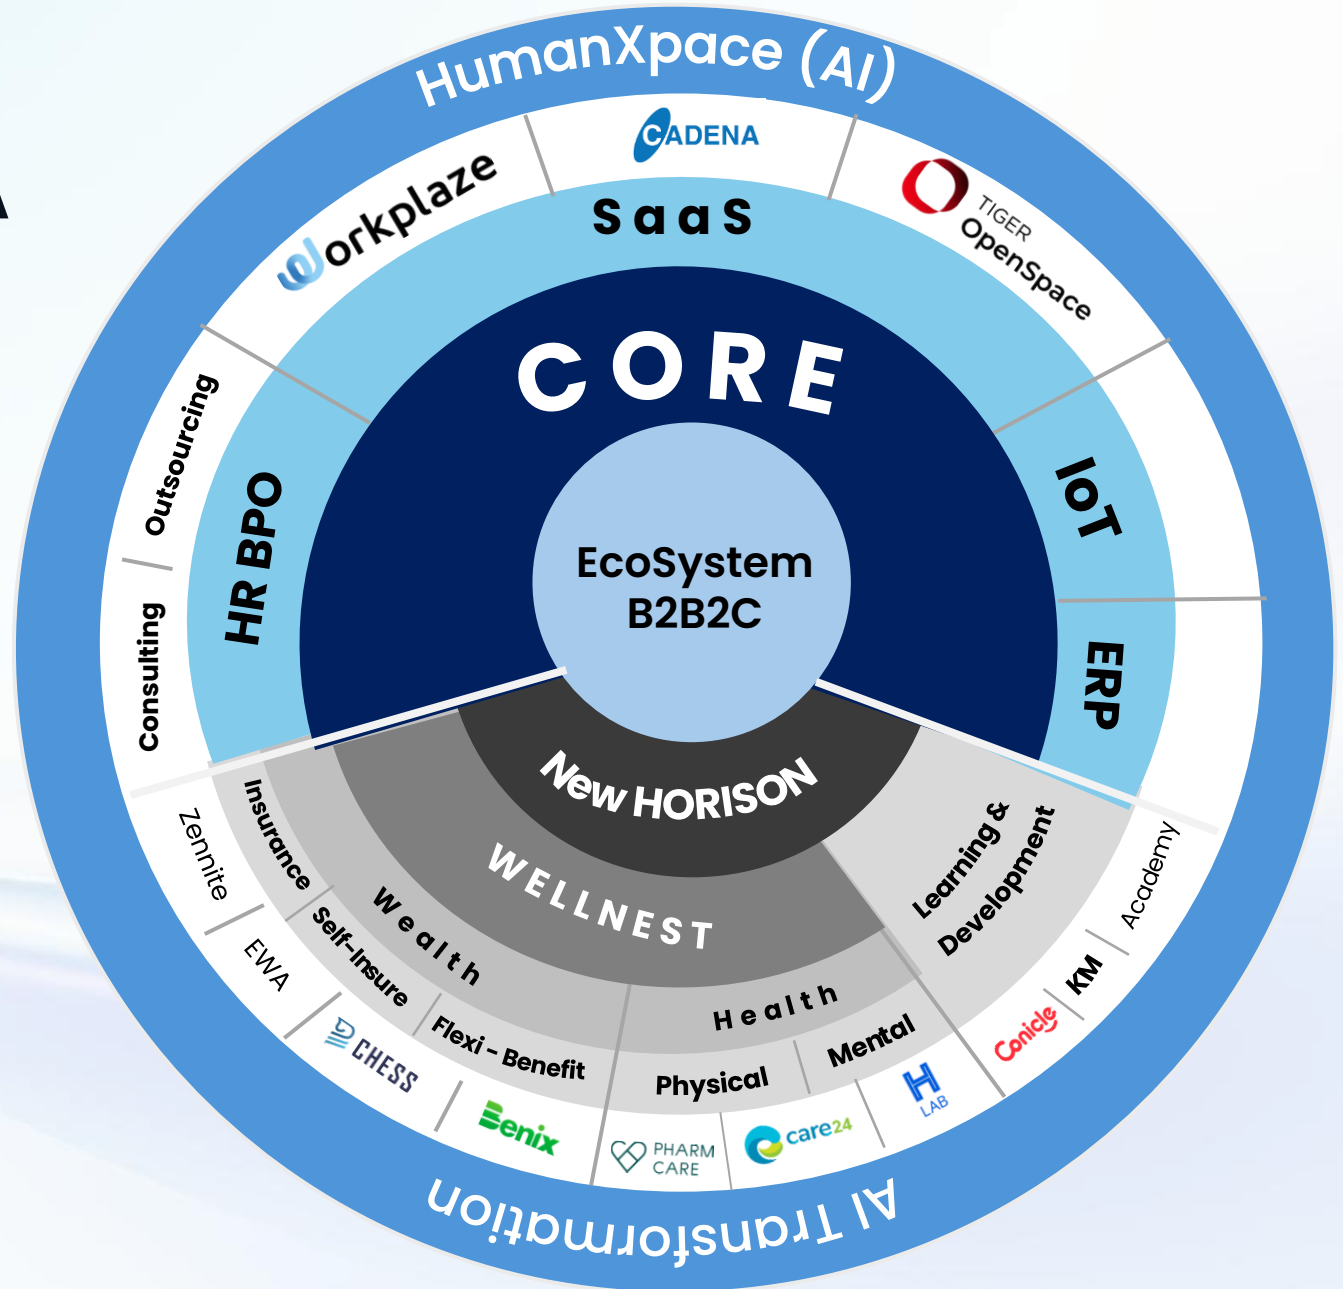 HumanXpace (AI)
Workplaze
CADENA
TIGER
OpenSpace
SaaS
CORE
Outsourcing
HR BPO
Consulting
IoT
ERP
EcoSystem
B2B2C
New HORISON
WELLNEST
Learning &
Development
Insurance
Wealth
Self-Insure
Flexi - Benefit
Health
Physical
Mental
Zennite
EWA
CHESS
Benix
PHARM
CARE
care24
H
LAB
Conicle
KM
Academy
AI Transformation